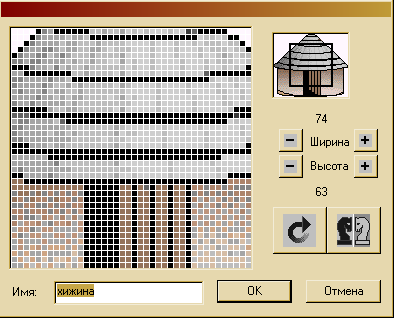 74
− Ширина +
− Высота +
63
Имя: хижина
OK Отмена